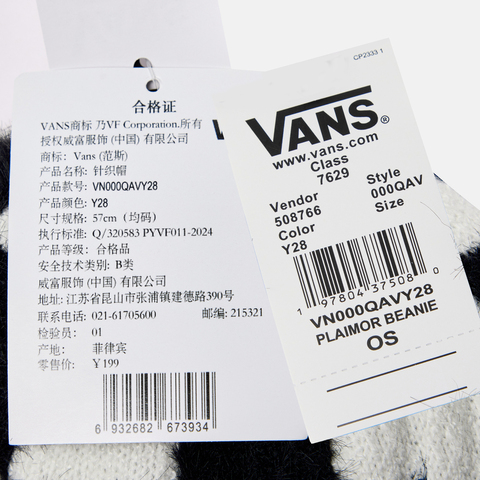 合格证
VANS商标 乃VF Corporation.所有
授权威富服饰 (中国) 有限公司
商标: Vans (范斯)
产品名称: 针织帽
产品款号: VN000QAVY28
产品颜色: Y28
尺寸规格: 57cm (均码)
执行标准: Q/320583 PYVF011-2024
产品等级: 合格品
安全技术类别: B类
威富服饰 (中国) 有限公司
地址: 江苏省昆山市张浦镇建德路390号
联系电话: 021-61705600 邮编: 215321
检验员: 01
产地: 菲律宾
零售价: ¥199
6 932682 673934
CP2333 1
VANS®
www.vans.com
Class
7629
Vendor
508766
Style
000QAV
Color
Y28
Size
1 97804 37508 0
VN000QAVY28
PLAIMOR BEANIE
OS